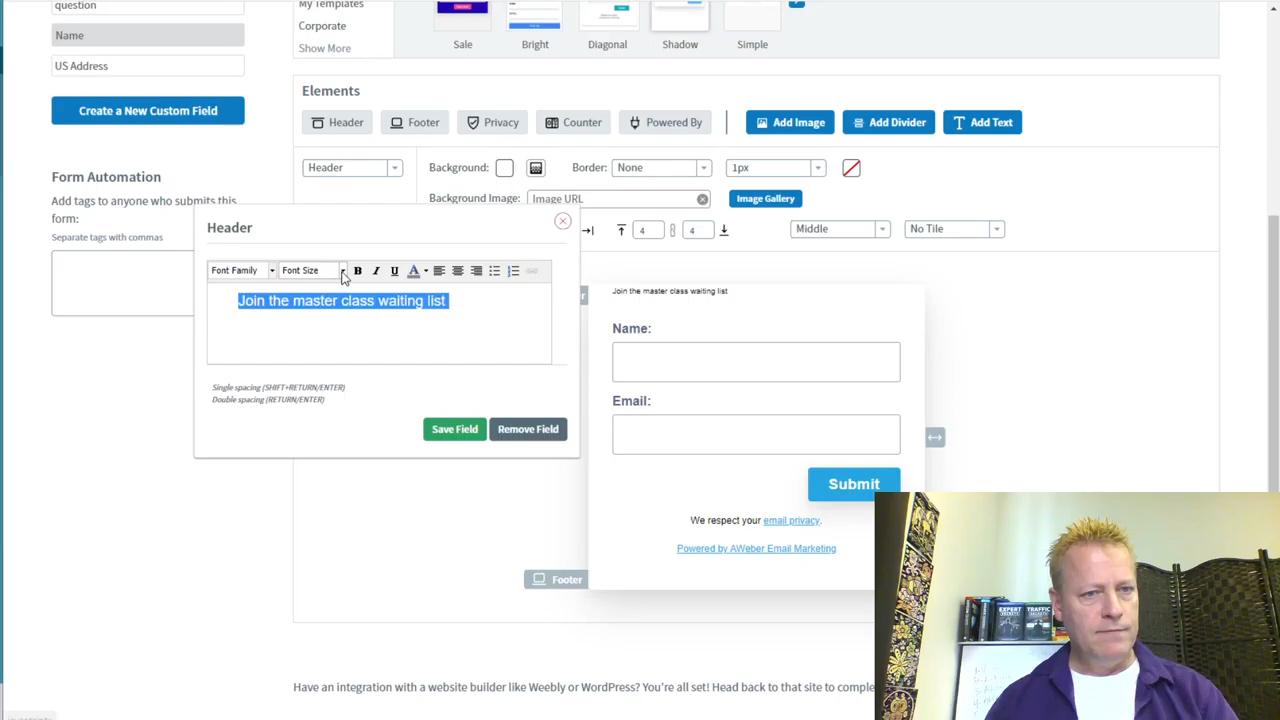 question
Name
US Address
Create a New Custom Field
Form Automation
Add tags to anyone who submits this
form:
Separate tags with commas
My Templates
Corporate
Show More
Sale
Bright
Diagonal
Shadow
Simple
Elements
Header
Footer
Privacy
Counter
Powered By
Add Image
Add Divider
Add Text
Header
Background:
Border:
None
1px
Background Image:
Image URL
Image Gallery
4
4
Middle
No Tile
Header
Font Family
Font Size
B
I
U
A
Join the master class waiting list
Single spacing (SHIFT+RETURN/ENTER)
Double spacing (RETURN/ENTER)
Save Field
Remove Field
Join the master class waiting list
Name:
Email:
Submit
We respect your email privacy.
Powered by AWeber Email Marketing
Footer
EXPERT
TRAFFIC
Have an integration with a website builder like Weebly or WordPress? You're all set! Head back to that site to comple